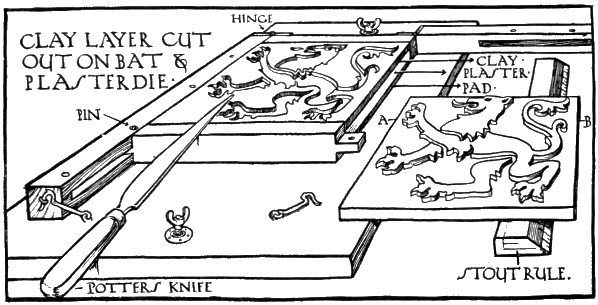 HINGE
CLAY LAYER CUT
OUT ON BAT &
PLASTER DIE·
PIN
CLAY·
PLASTER·
PAD·
A
B
POTTERS KNIFE
STOUT RULE.